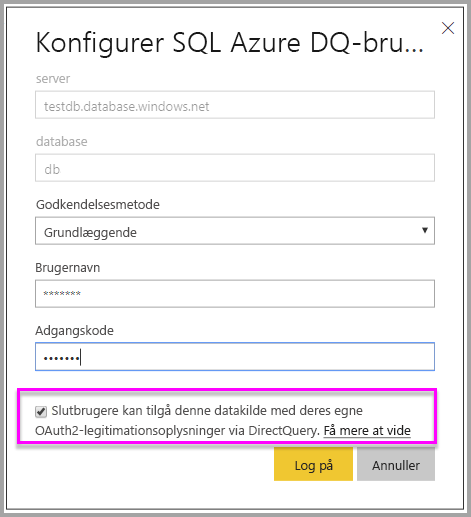 Konfigurer SQL Azure DQ-bru...
server
testdb.database.windows.net
database
db
Godkendelsesmetode
Grundlæggende
Brugernavn
*******
Adgangskode
•••••••
Slutbrugere kan tilgå denne datakilde med deres egne
OAuth2-legitimationsoplysninger via DirectQuery. Få mere at vide
Log på Annuller